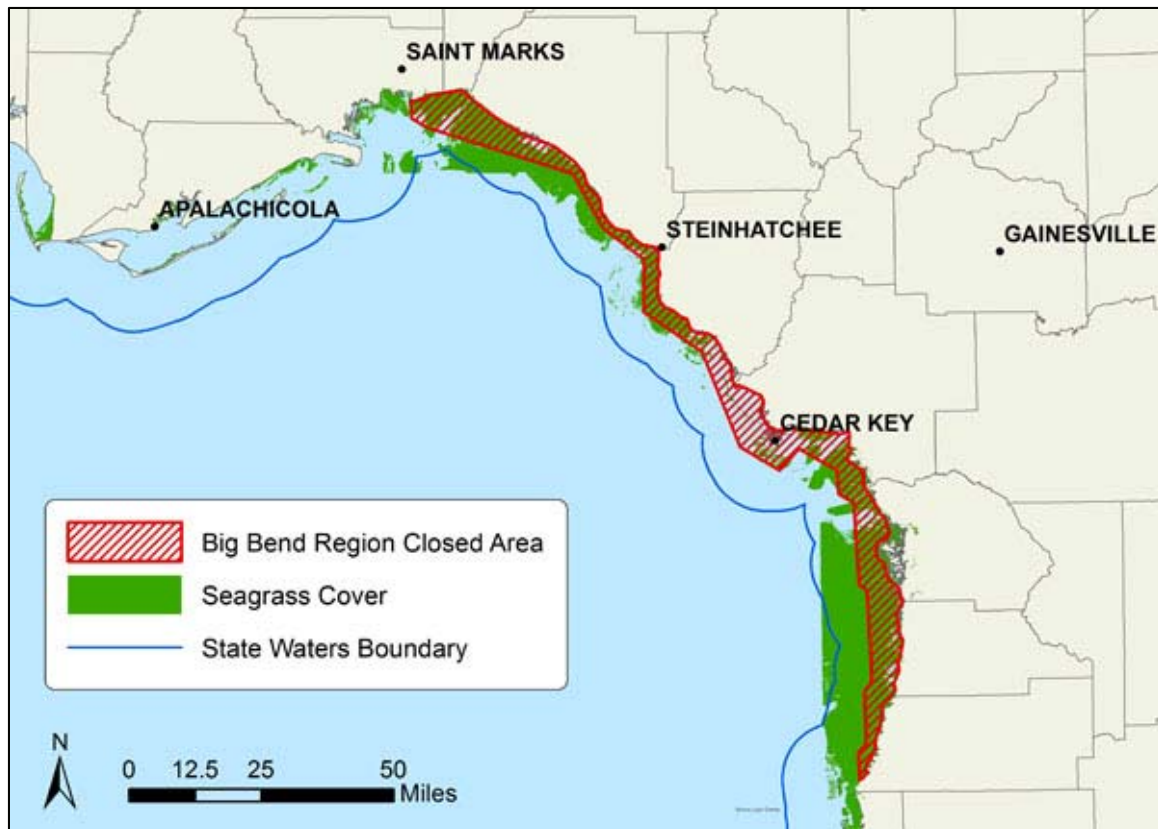 SAINT MARKS
APALACHICOLA
STEINHATCHEE
GAINESVILLE
CEDAR KEY
Big Bend Region Closed Area
Seagrass Cover
State Waters Boundary
N
0 12.5 25 50
Miles